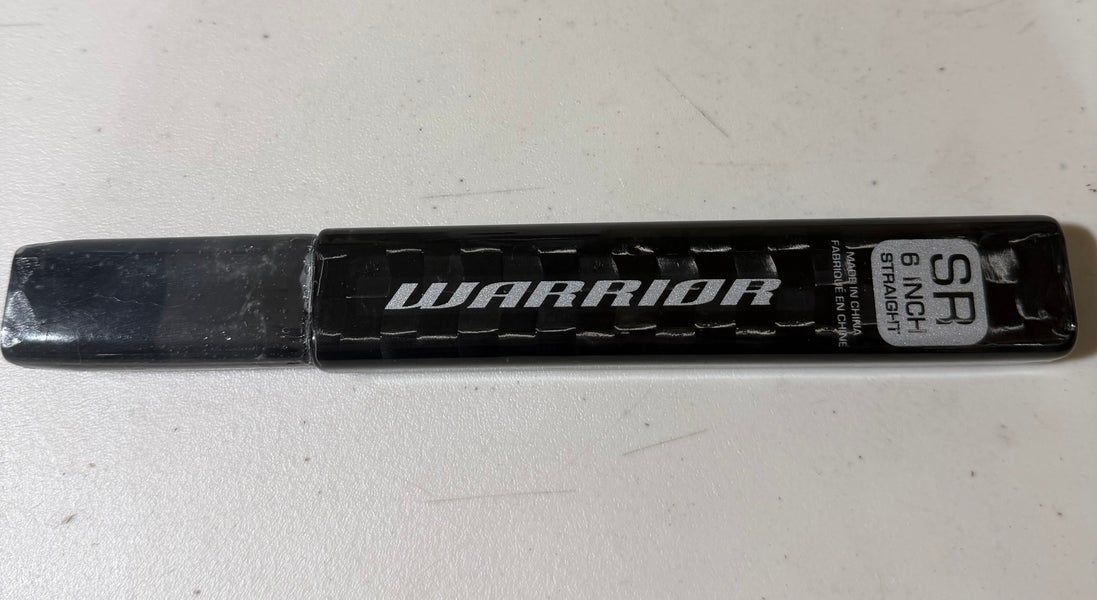 WARRIOR
MADE IN CHINA
FABRIQUÉ EN CHINE
SR
6 INCH
STRAIGHT